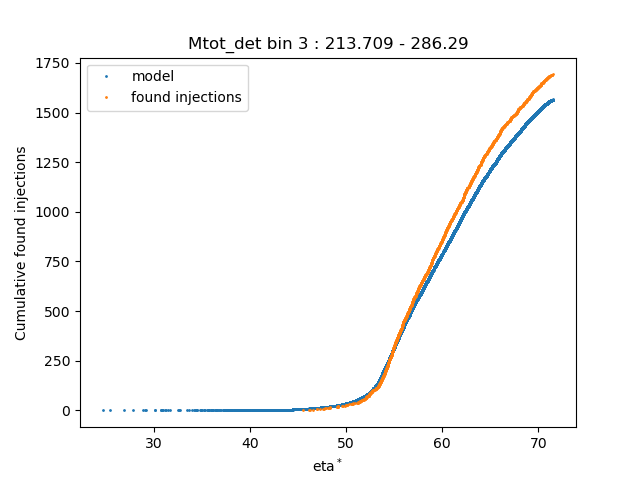 Mtot_det bin 3 : 213.709 - 286.29
model
found injections
Cumulative found injections
1750
1500
1250
1000
750
500
250
0
30 40 50 60 70
eta*